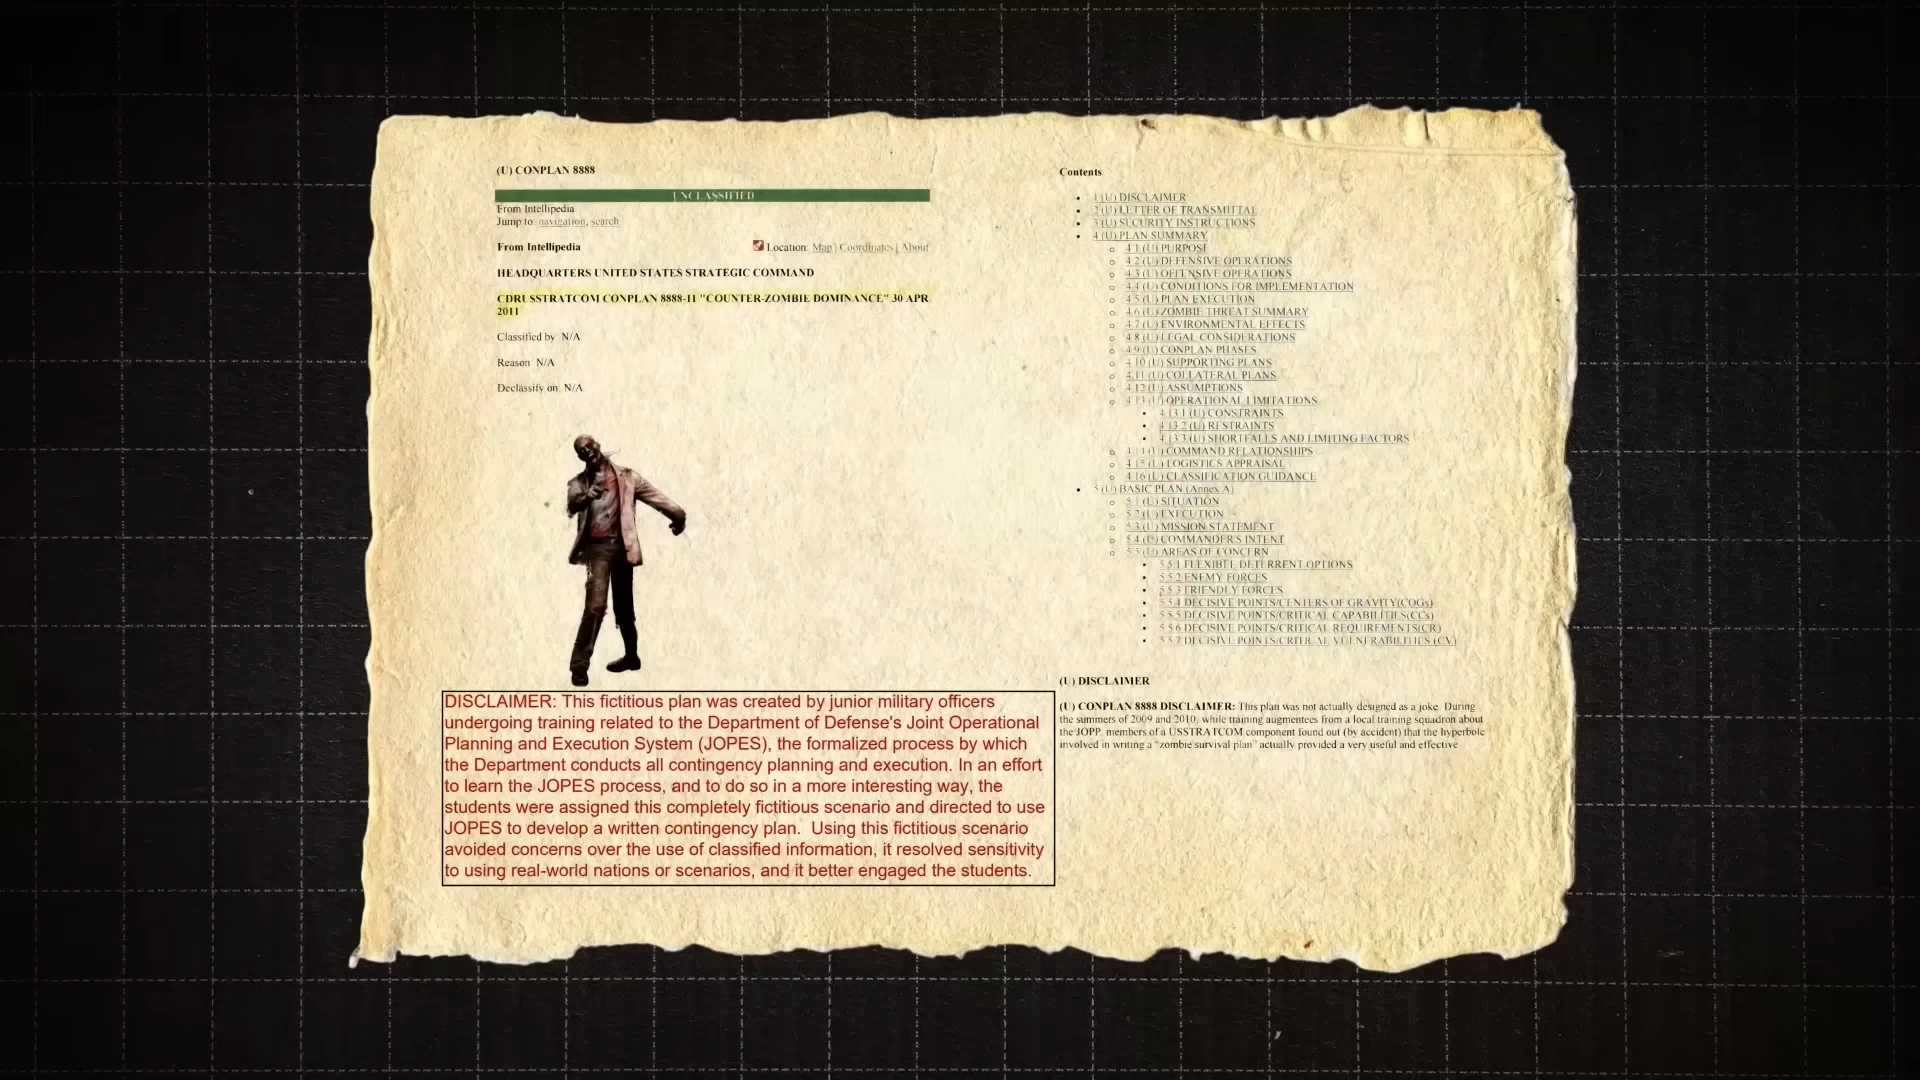 (U) CONPLAN 8888
UNCLASSIFIED
From Intellipedia
Jump to: navigation, search
From Intellipedia
Location: Map | Coordinates | About
HEADQUARTERS UNITED STATES STRATEGIC COMMAND
CDRUSSTRATCOM CONPLAN 8888-11 "COUNTER-ZOMBIE DOMINANCE" 30 APR
2011
Classified by: N/A
Reason: N/A
Declassify on: N/A
DISCLAIMER: This fictitious plan was created by junior military officers
undergoing training related to the Department of Defense's Joint Operational
Planning and Execution System (JOPES), the formalized process by which
the Department conducts all contingency planning and execution. In an effort
to learn the JOPES process, and to do so in a more interesting way, the
students were assigned this completely fictitious scenario and directed to use
JOPES to develop a written contingency plan.  Using this fictitious scenario
avoided concerns over the use of classified information, it resolved sensitivity
to using real-world nations or scenarios, and it better engaged the students.
Contents
1 (U) DISCLAIMER
2 (U) LETTER OF TRANSMITTAL
3 (U) SECURITY INSTRUCTIONS
4 (U) PLAN SUMMARY
4.1 (U) PURPOSE
4.2 (U) DEFENSIVE OPERATIONS
4.3 (U) OFFENSIVE OPERATIONS
4.4 (U) CONDITIONS FOR IMPLEMENTATION
4.5 (U) PLAN EXECUTION
4.6 (U) ZOMBIE THREAT SUMMARY
4.7 (U) ENVIRONMENTAL EFFECTS
4.8 (U) LEGAL CONSIDERATIONS
4.9 (U) CONPLAN PHASES
4.10 (U) SUPPORTING PLANS
4.11 (U) COLLATERAL PLANS
4.12 (U) ASSUMPTIONS
4.13 (U) OPERATIONAL LIMITATIONS
4.13.1 (U) CONSTRAINTS
4.13.2 (U) RESTRAINTS
4.13.3 (U) SHORTFALLS AND LIMITING FACTORS
4.14 (U) COMMAND RELATIONSHIPS
4.15 (U) LOGISTICS APPRAISAL
4.16 (U) CLASSIFICATION GUIDANCE
5 (U) BASIC PLAN (Annex A)
5.1 (U) SITUATION
5.2 (U) EXECUTION
5.3 (U) MISSION STATEMENT
5.4 (U) COMMANDER'S INTENT
5.5 (U) AREAS OF CONCERN
5.5.1 FLEXIBLE DETERRENT OPTIONS
5.5.2 ENEMY FORCES
5.5.3 FRIENDLY FORCES
5.5.4 DECISIVE POINTS/CENTERS OF GRAVITY(COGs)
5.5.5 DECISIVE POINTS/CRITICAL CAPABILITIES(CCs)
5.5.6 DECISIVE POINTS/CRITICAL REQUIREMENTS(CR)
5.5.7 DECISIVE POINTS/CRITICAL VULNERABILITIES (CV)
(U) DISCLAIMER
(U) CONPLAN 8888 DISCLAIMER: This plan was not actually designed as a joke. During
the summers of 2009 and 2010, while training augmentees from a local training squadron about
the JOPP, members of a USSTRATCOM component found out (by accident) that the hyperbole
involved in writing a "zombie survival plan" actually provided a very useful and effective